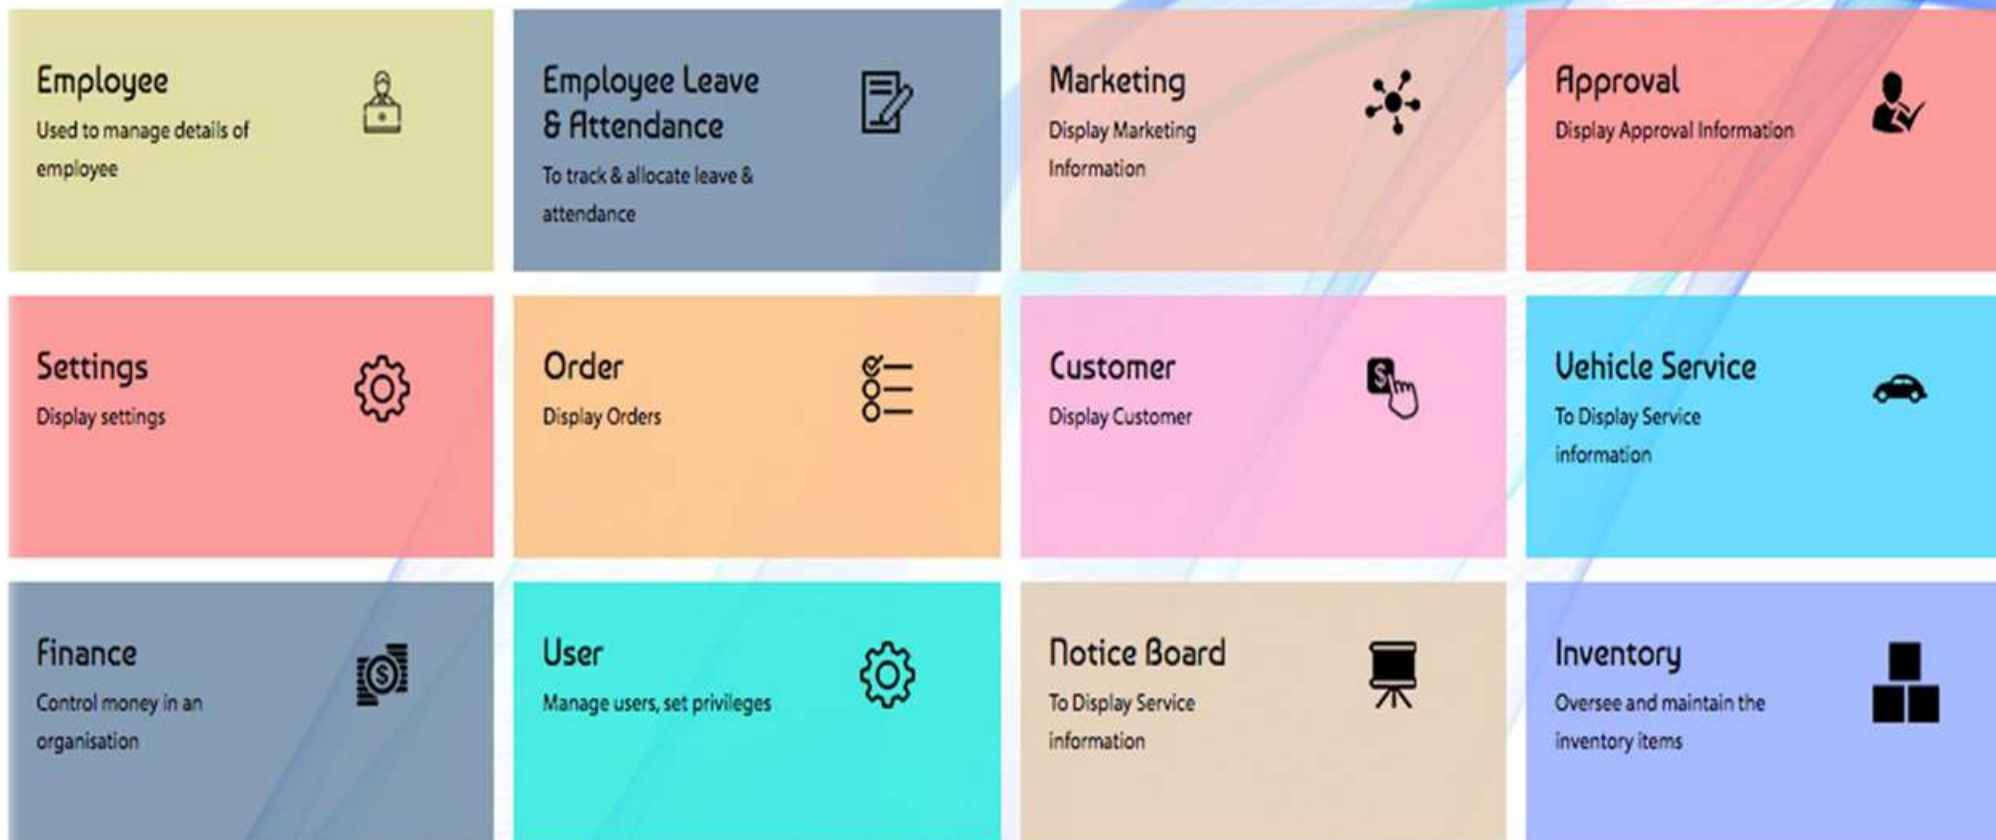 Employee
Used to manage details of
employee
Employee Leave
& Attendance
To track & allocate leave &
attendance
Marketing
Display Marketing
Information
Approval
Display Approval Information
Settings
Display settings
Order
Display Orders
Customer
Display Customer
Vehicle Service
To Display Service
information
Finance
Control money in an
organisation
User
Manage users, set privileges
Notice Board
To Display Service
information
Inventory
Oversee and maintain the
inventory items